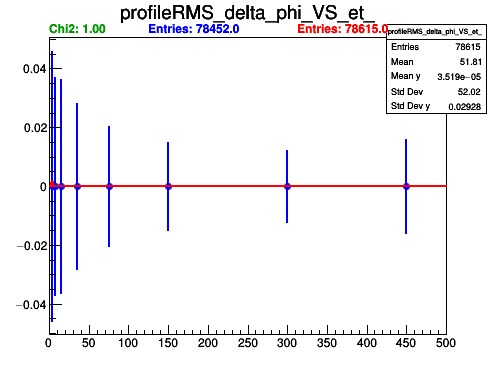 profileRMS_delta_phi_VS_et_
Chi2: 1.00 Entries: 78452.0 Entries: 78615.0
profileRMS_delta_phi_VS_et_
Entries 78615
Mean 51.81
Mean y 3.519e-05
Std Dev 52.02
Std Dev y 0.02928
0.04
0.02
0
−0.02
−0.04
0 50 100 150 200 250 300 350 400 450 500